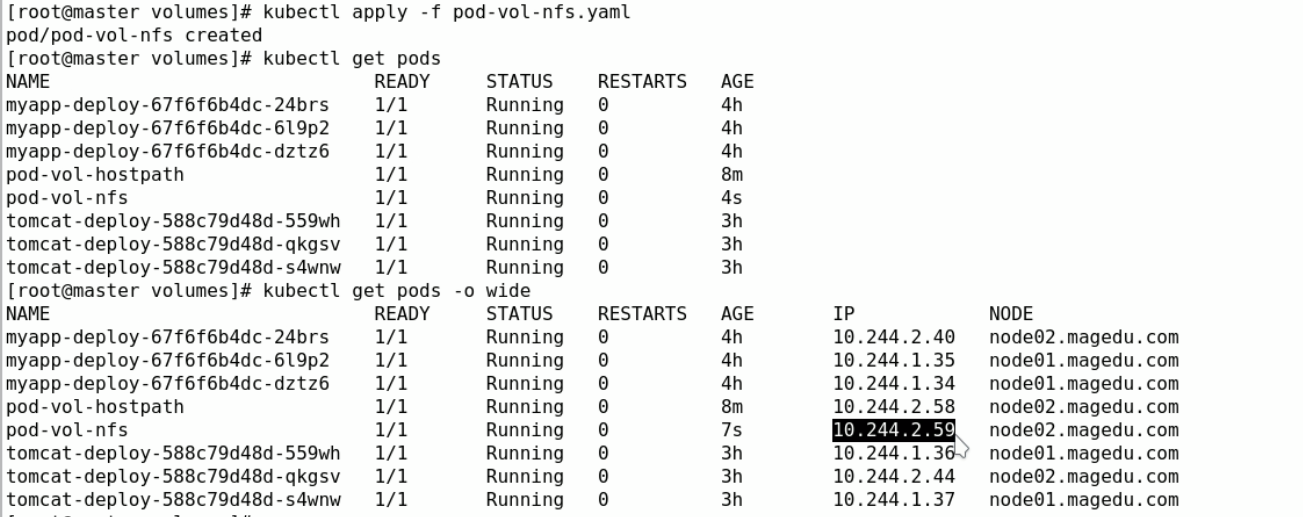 [root@master volumes]# kubectl apply -f pod-vol-nfs.yaml
pod/pod-vol-nfs created
[root@master volumes]# kubectl get pods
NAME                             READY   STATUS    RESTARTS   AGE
myapp-deploy-67f6f6b4dc-24brs    1/1     Running   0          4h
myapp-deploy-67f6f6b4dc-6l9p2    1/1     Running   0          4h
myapp-deploy-67f6f6b4dc-dztz6    1/1     Running   0          4h
pod-vol-hostpath                 1/1     Running   0          8m
pod-vol-nfs                      1/1     Running   0          4s
tomcat-deploy-588c79d48d-559wh   1/1     Running   0          3h
tomcat-deploy-588c79d48d-qkgsv   1/1     Running   0          3h
tomcat-deploy-588c79d48d-s4wnw   1/1     Running   0          3h
[root@master volumes]# kubectl get pods -o wide
NAME                             READY   STATUS    RESTARTS   AGE       IP            NODE
myapp-deploy-67f6f6b4dc-24brs    1/1     Running   0          4h        10.244.2.40   node02.magedu.com
myapp-deploy-67f6f6b4dc-6l9p2    1/1     Running   0          4h        10.244.1.35   node01.magedu.com
myapp-deploy-67f6f6b4dc-dztz6    1/1     Running   0          4h        10.244.1.34   node01.magedu.com
pod-vol-hostpath                 1/1     Running   0          8m        10.244.2.58   node02.magedu.com
pod-vol-nfs                      1/1     Running   0          7s        10.244.2.59   node02.magedu.com
tomcat-deploy-588c79d48d-559wh   1/1     Running   0          3h        10.244.1.36   node01.magedu.com
tomcat-deploy-588c79d48d-qkgsv   1/1     Running   0          3h        10.244.2.44   node02.magedu.com
tomcat-deploy-588c79d48d-s4wnw   1/1     Running   0          3h        10.244.1.37   node01.magedu.com